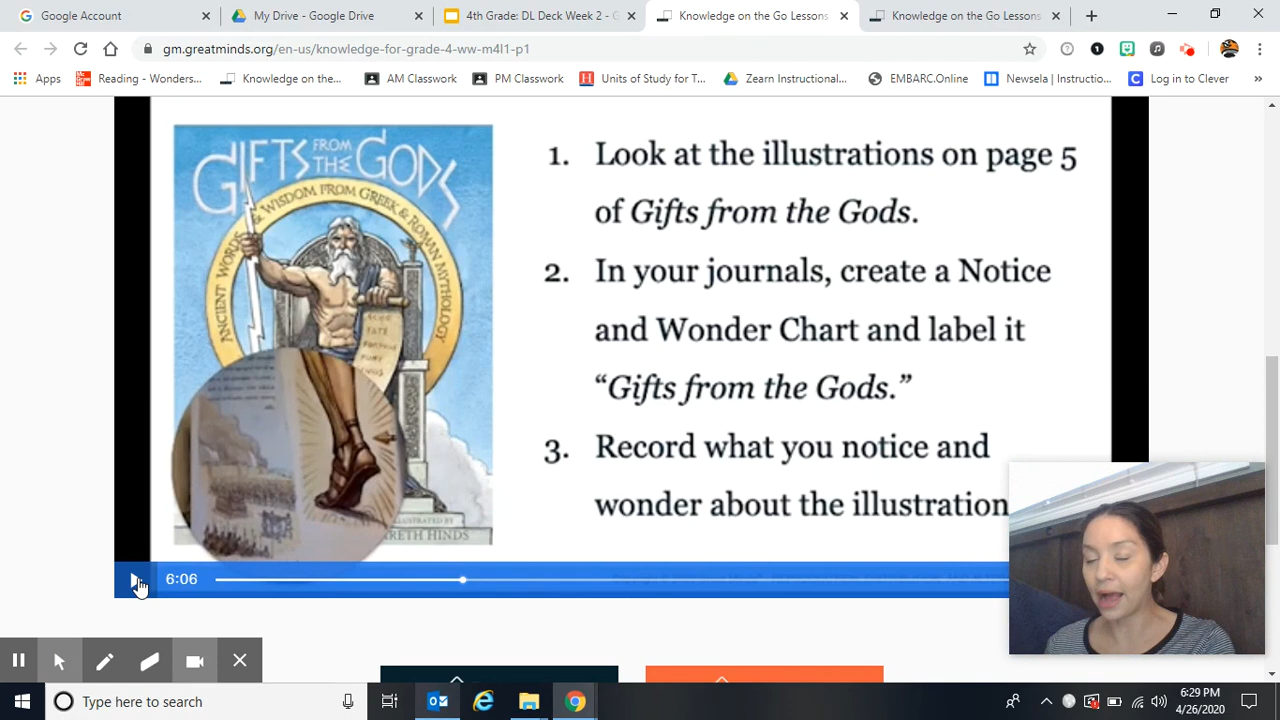 Google Account
My Drive - Google Drive
4th Grade: DL Deck Week 2 - G
Knowledge on the Go Lessons
Knowledge on the Go Lessons
gm.greatminds.org/en-us/knowledge-for-grade-4-ww-m4l1-p1
Apps
Reading - Wonders...
Knowledge on the...
AM Classwork
PM Classwork
Units of Study for T...
Zearn Instructional...
EMBARC.Online
Newsela | Instructio...
Log in to Clever
»
GIFTS FROM THE GODS
ANCIENT WORDS & WISDOM FROM GREEK & ROMAN MYTHOLOGY
FATE
ILLUSTRATED BY
ARETH HINDS
1. Look at the illustrations on page 5
of Gifts from the Gods.
2. In your journals, create a Notice
and Wonder Chart and label it
“Gifts from the Gods.”
3. Record what you notice and
wonder about the illustration
6:06
Type here to search
6:29 PM
4/26/2020